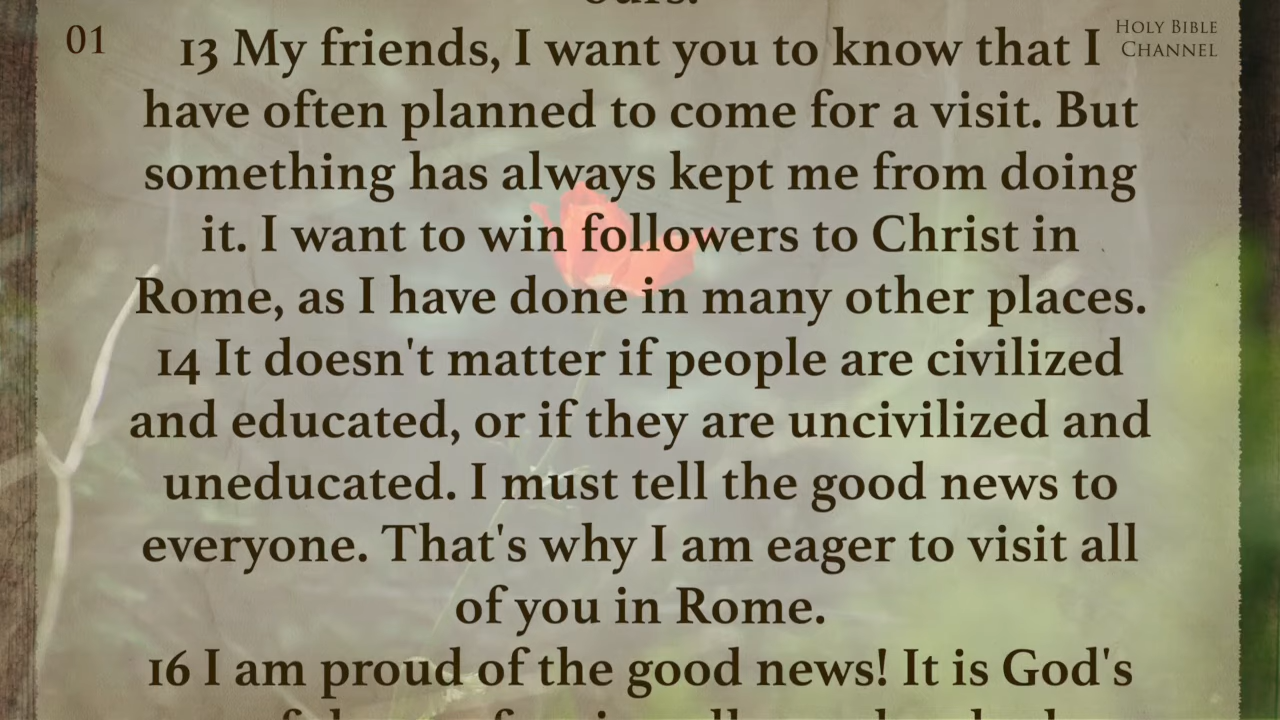 ours.
01
HOLY BIBLE
CHANNEL
13 My friends, I want you to know that I
have often planned to come for a visit. But
something has always kept me from doing
it. I want to win followers to Christ in
Rome, as I have done in many other places.
14 It doesn't matter if people are civilized
and educated, or if they are uncivilized and
uneducated. I must tell the good news to
everyone. That's why I am eager to visit all
of you in Rome.
16 I am proud of the good news! It is God's